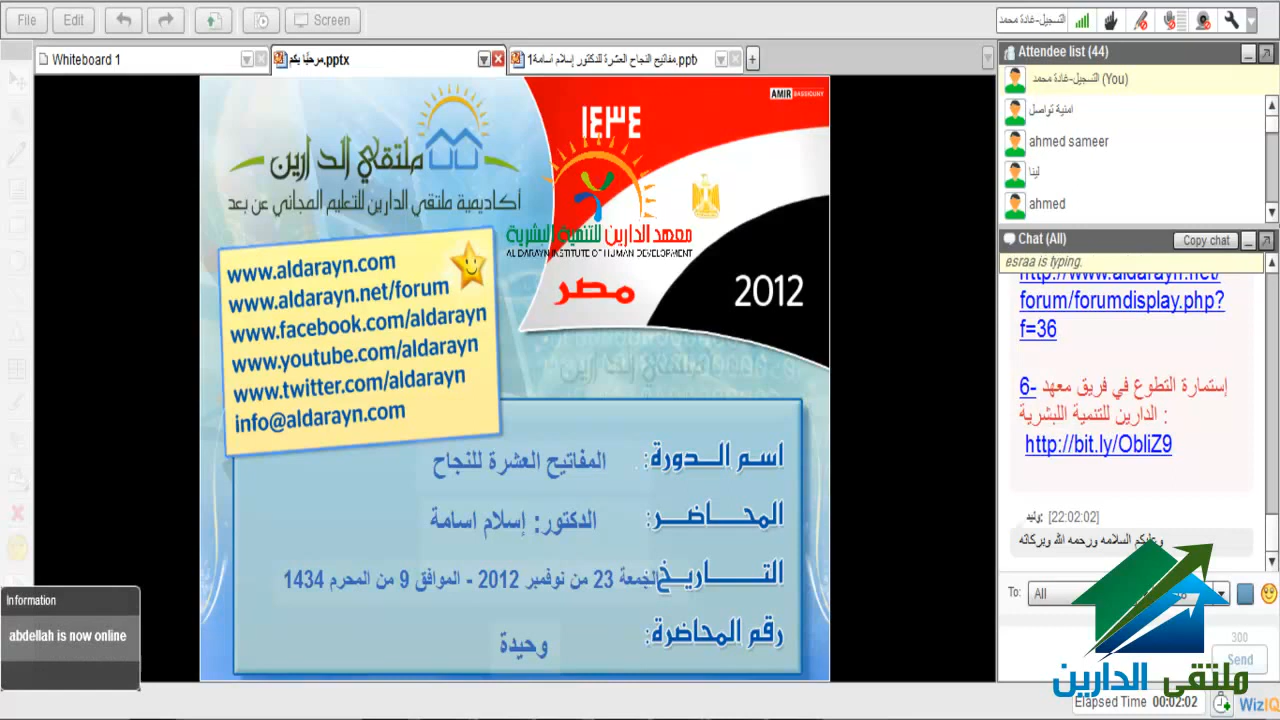 File
Edit
Screen
التسجيل-غادة محمد
Whiteboard 1
مرحبًا بكم.pptx
مفاتيح النجاح العشرة للدكتور إسلام أسامة1.ppb
Attendee list (44)
التسجيل-غادة محمد (You)
امنية تواصل
ahmed sameer
لينا
ahmed
Chat (All)
Copy chat
esraa is typing.
http://www.aldarayn.net/
forum/forumdisplay.php?
f=36
6- إستمارة التطوع في فريق معهد
الدارين للتنمية اللبشرية :
http://bit.ly/ObliZ9
وليد: [22:02:02]
وعليكم السلامه ورحمه الله وبركاته
To:
All
300
Send
Elapsed Time 00:02:02
WizIQ
ملتقى الدارين
ملتقي الدارين
أكاديمية ملتقى الدارين للتعليم المجاني عن بعد
AMIR BASSIOUNY
١٤٣٤
معهد الدارين للتنمية البشرية
AL DARAYN INSTITUTE OF HUMAN DEVELOPMENT
مصر
2012
www.aldarayn.com
www.aldarayn.net/forum
www.facebook.com/aldarayn
www.youtube.com/aldarayn
www.twitter.com/aldarayn
info@aldarayn.com
اسم الدورة: المفاتيح العشرة للنجاح
المحاضر: الدكتور: إسلام اسامة
التاريخ: الجمعة 23 من نوفمبر 2012 - الموافق 9 من المحرم 1434
رقم المحاضرة: وحيدة
Information
abdellah is now online